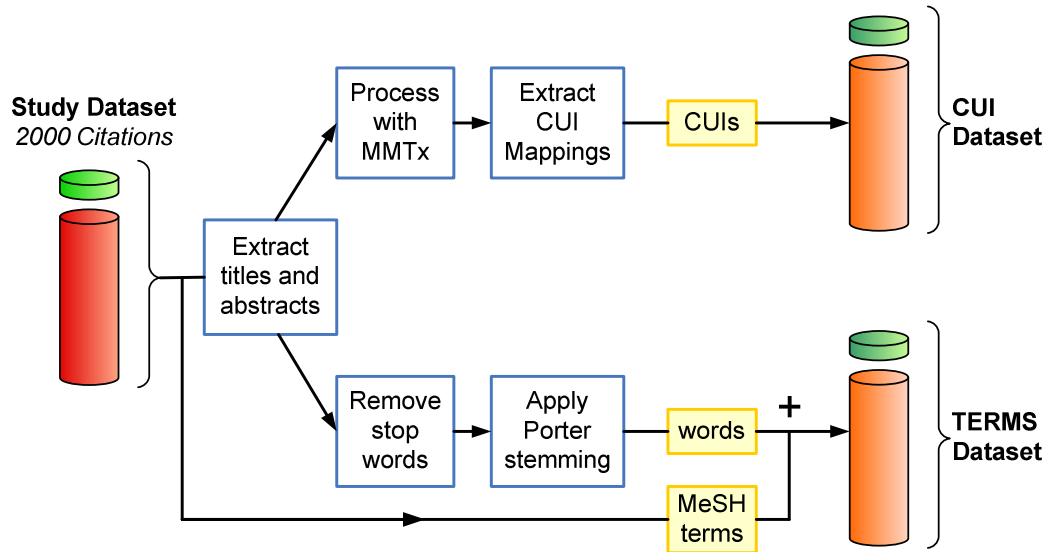 Study Dataset
2000 Citations
Extract
titles and
abstracts
Process
with
MMTx
Extract
CUI
Mappings
CUIs
CUI
Dataset
Remove
stop
words
Apply
Porter
stemming
words
+
MeSH
terms
TERMS
Dataset